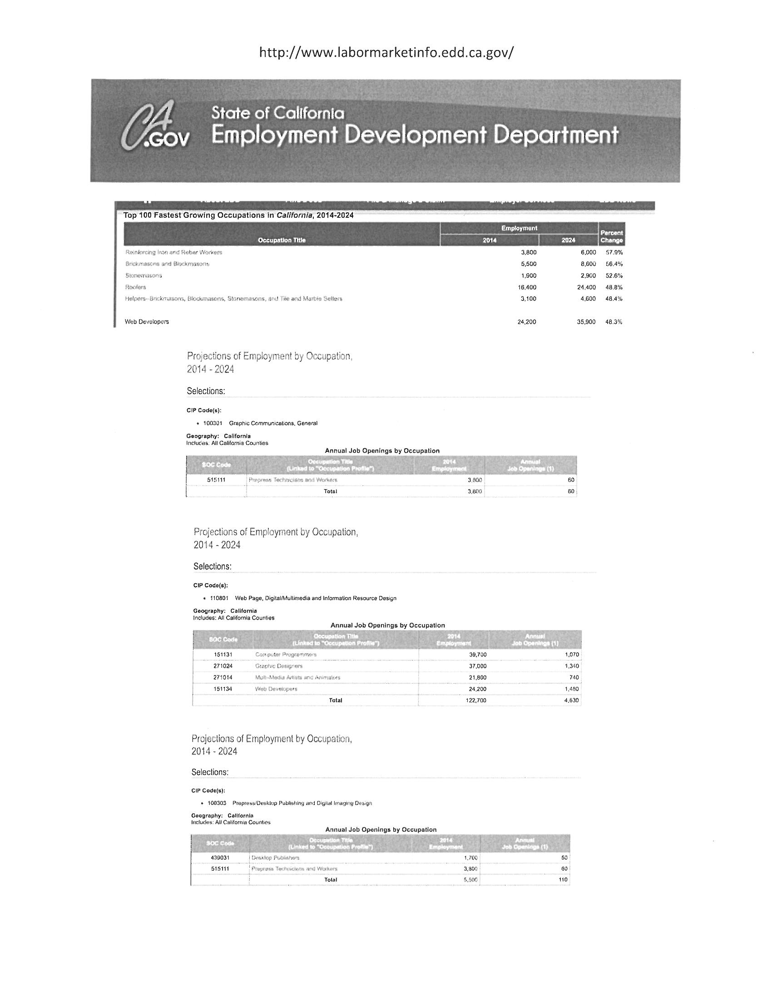 http://www.labormarketinfo.edd.ca.gov/
CA.GOV
State of California
Employment Development Department
Top 100 Fastest Growing Occupations in California, 2014-2024
Occupation Title Employment 2014 2024 Percent Change
Reinforcing Iron and Rebar Workers 3,800 6,000 57.9%
Brickmasons and Blockmasons 5,500 8,600 56.4%
Stonemasons 1,900 2,900 52.6%
Roofers 16,400 24,400 48.8%
Helpers--Brickmasons, Blockmasons, Stonemasons, and Tile and Marble Setters 3,100 4,600 48.4%
Web Developers 24,200 35,900 48.3%
Projections of Employment by Occupation,
2014 - 2024
Selections:
CIP Code(s):
• 100301 Graphic Communications, General
Geography: California
Includes: All California Counties
Annual Job Openings by Occupation
SOC Code Occupation Title (Linked to "Occupation Profile") 2014 Employment Annual Job Openings (1)
515111 Prepress Technicians and Workers 3,800 60
Total 3,800 60
Projections of Employment by Occupation,
2014 - 2024
Selections:
CIP Code(s):
• 110801 Web Page, Digital/Multimedia and Information Resource Design
Geography: California
Includes: All California Counties
Annual Job Openings by Occupation
SOC Code Occupation Title (Linked to "Occupation Profile") 2014 Employment Annual Job Openings (1)
151131 Computer Programmers 39,700 1,070
271024 Graphic Designers 37,000 1,340
271014 Multi-Media Artists and Animators 21,800 740
151134 Web Developers 24,200 1,480
Total 122,700 4,630
Projections of Employment by Occupation,
2014 - 2024
Selections:
CIP Code(s):
• 100303 Prepress/Desktop Publishing and Digital Imaging Design
Geography: California
Includes: All California Counties
Annual Job Openings by Occupation
SOC Code Occupation Title (Linked to "Occupation Profile") 2014 Employment Annual Job Openings (1)
439031 Desktop Publishers 1,700 50
515111 Prepress Technicians and Workers 3,800 60
Total 5,500 110